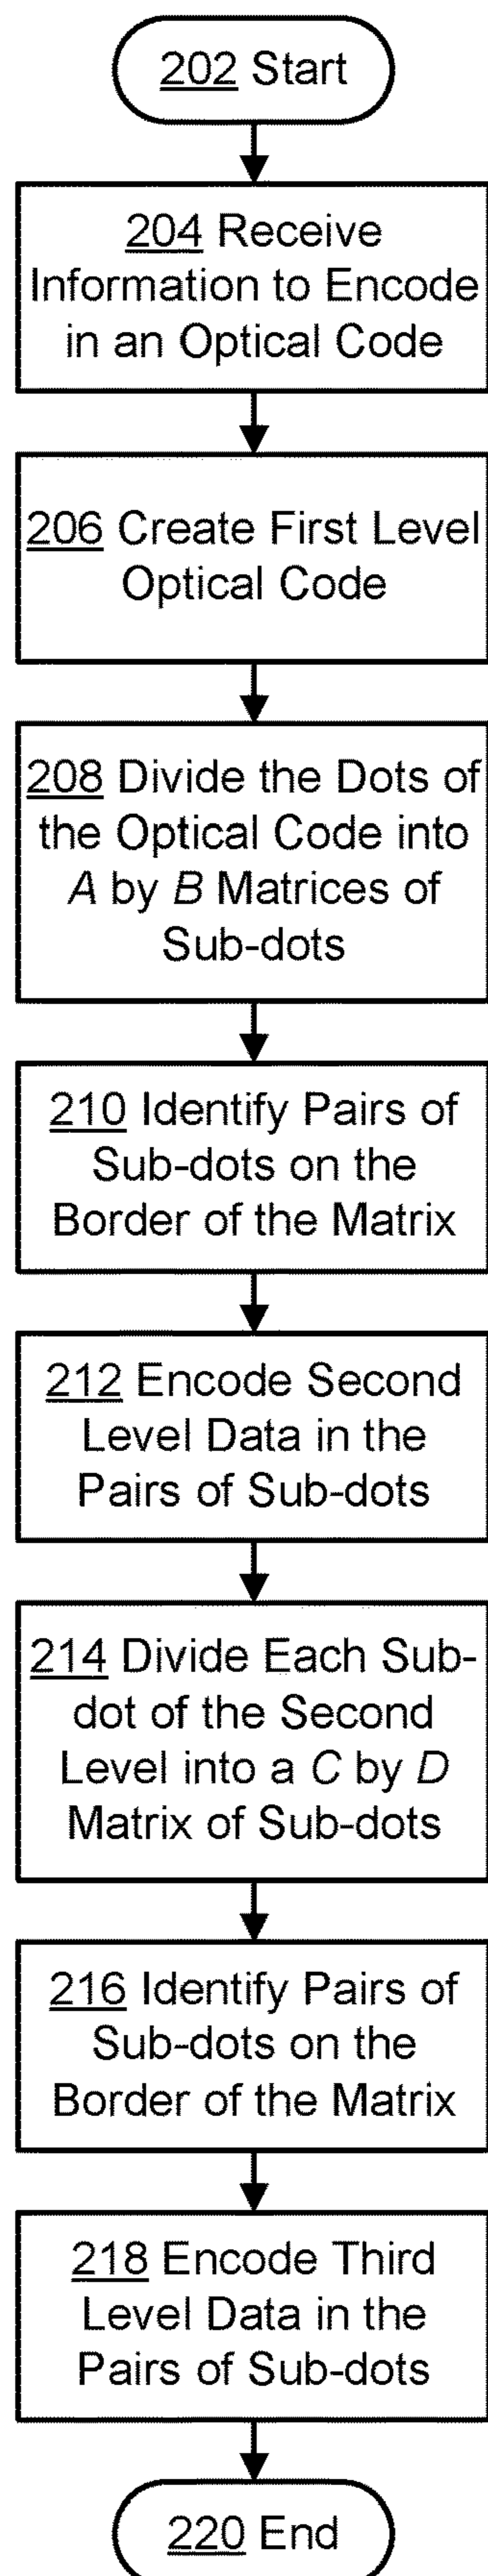 202 Start
204 Receive
Information to Encode
in an Optical Code
206 Create First Level
Optical Code
208 Divide the Dots of
the Optical Code into
A by B Matrices of
Sub-dots
210 Identify Pairs of
Sub-dots on the
Border of the Matrix
212 Encode Second
Level Data in the
Pairs of Sub-dots
214 Divide Each Sub-
dot of the Second
Level into a C by D
Matrix of Sub-dots
216 Identify Pairs of
Sub-dots on the
Border of the Matrix
218 Encode Third
Level Data in the
Pairs of Sub-dots
220 End